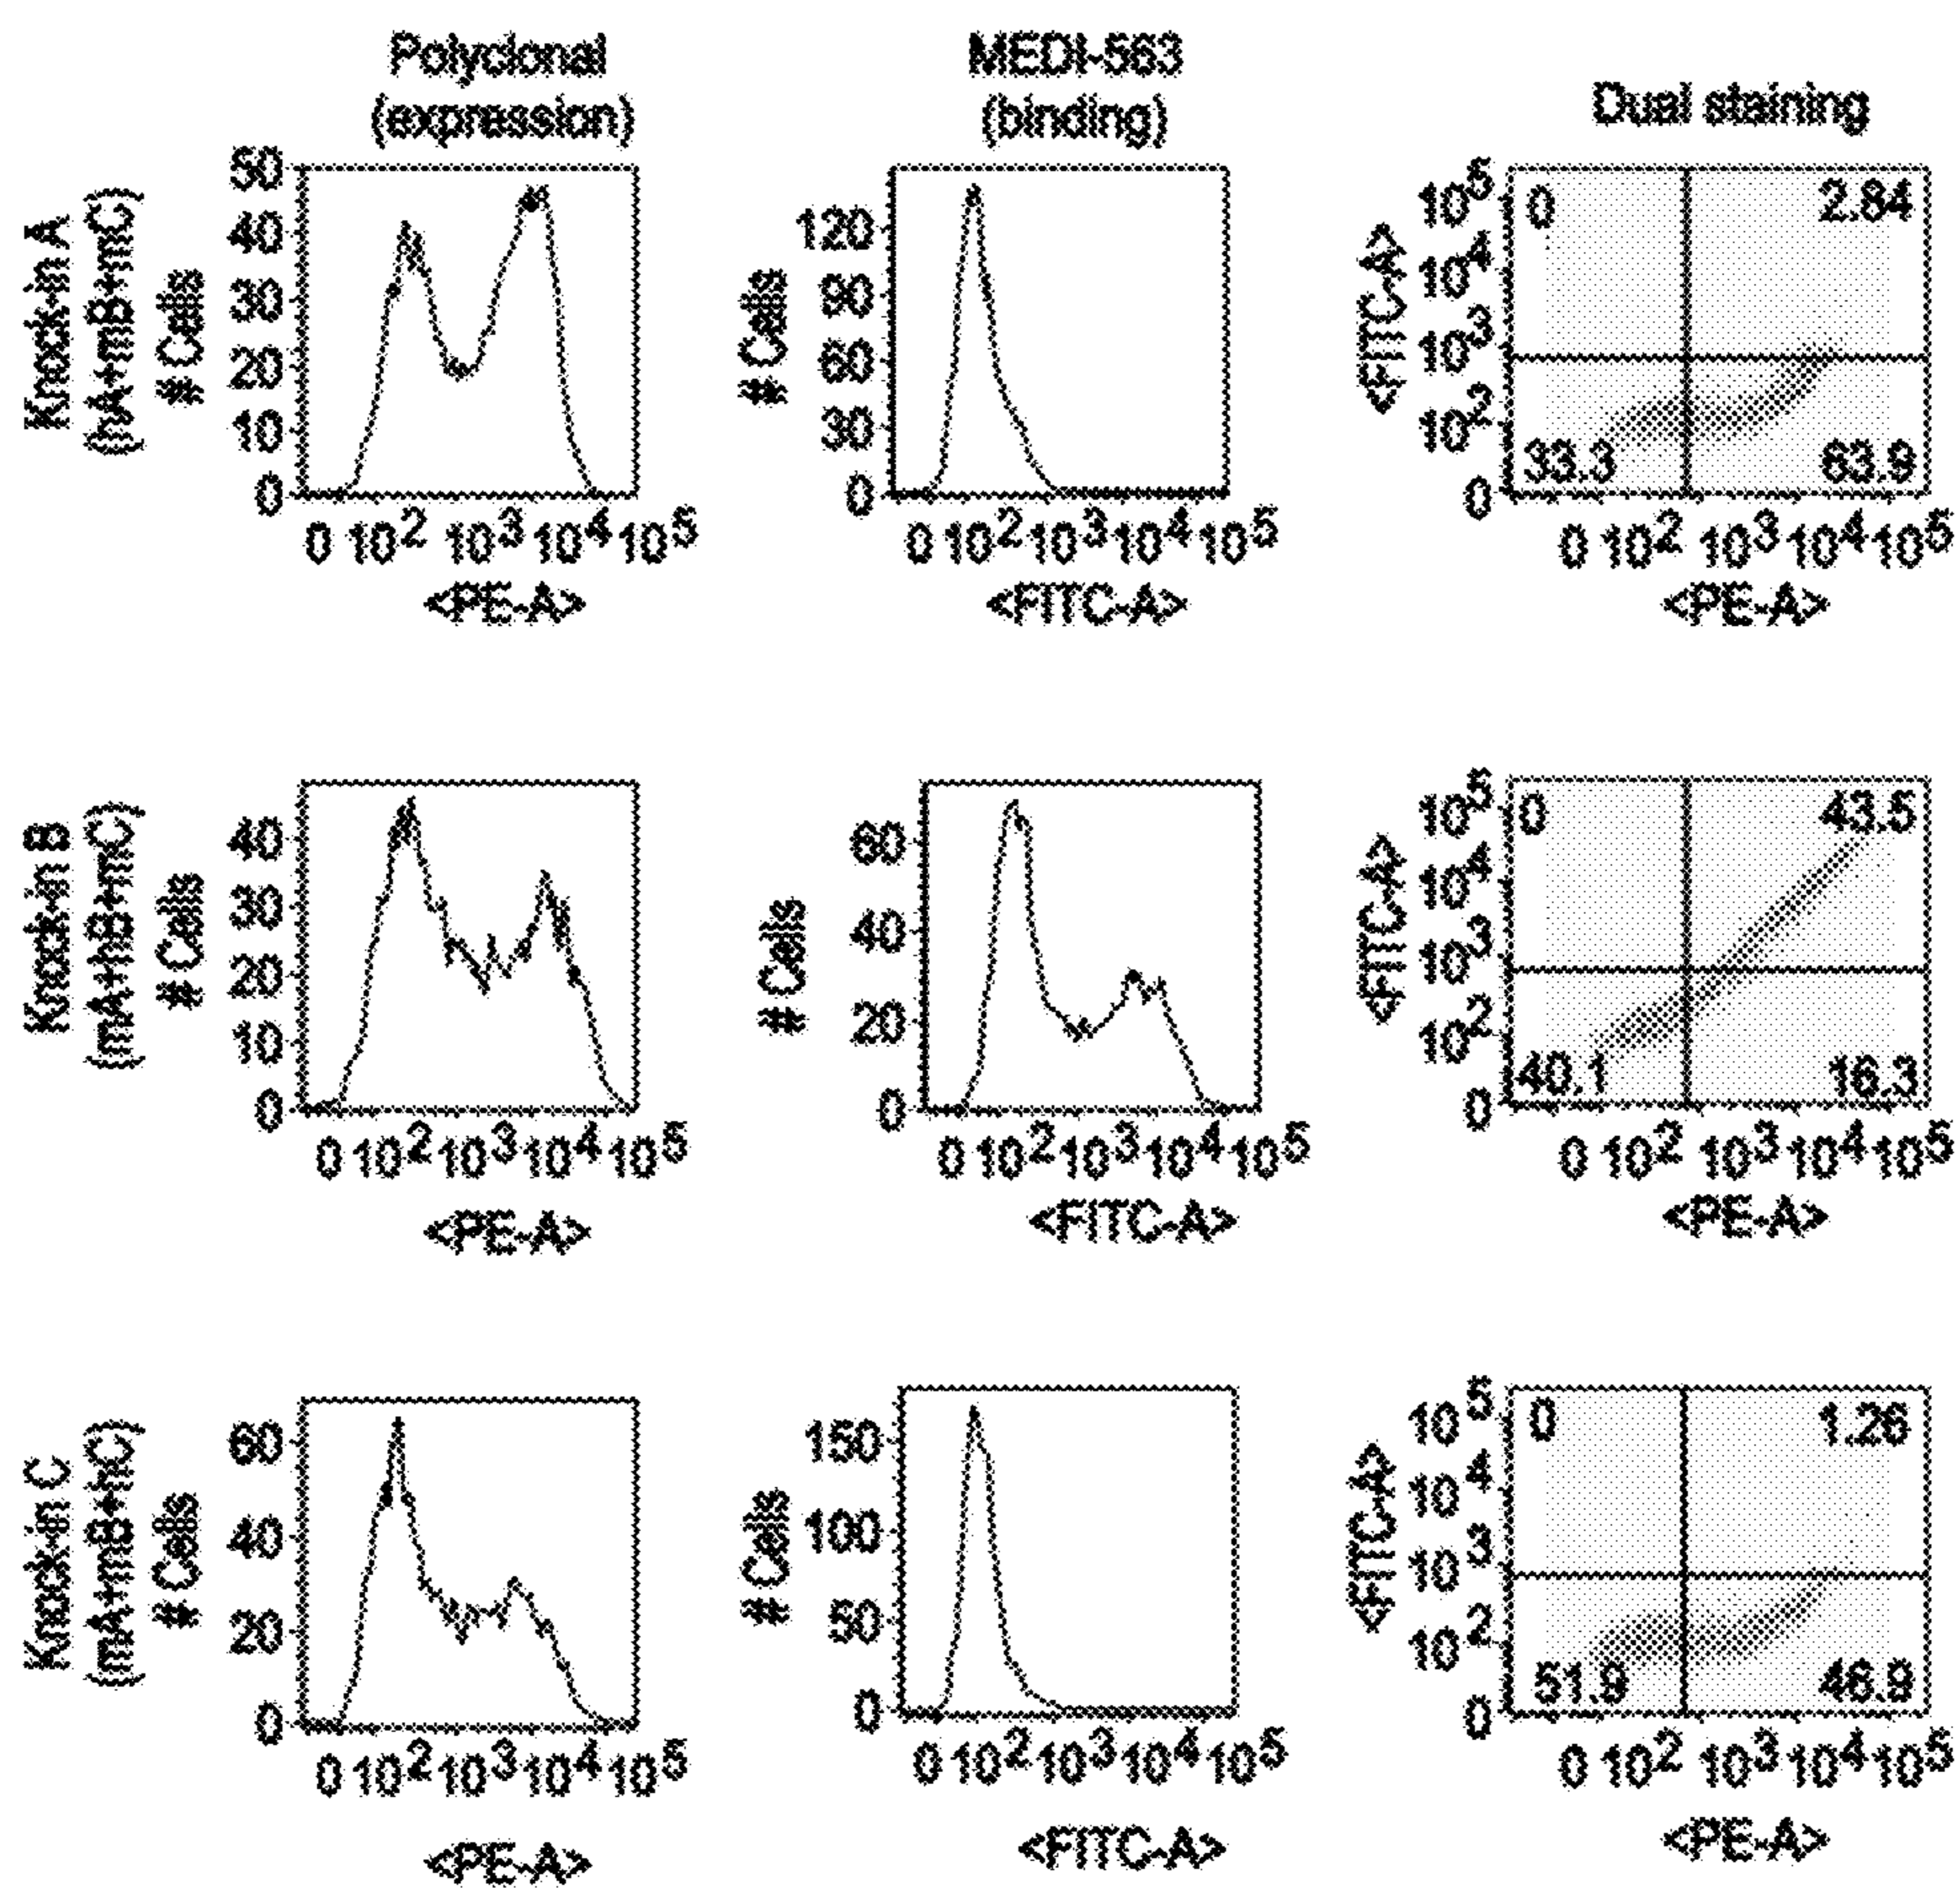 Polyclonal
(expression)
MEDI-563
(binding)
Dual staining
Knock-in A
(hA+mB+mC)
# Cells
50
40
30
20
10
0
0 10^2 10^3 10^4 10^5
<PE-A>
# Cells
120
90
60
30
0
0 10^2 10^3 10^4 10^5
<FITC-A>
<FITC-A>
10^5
10^4
10^3
10^2
0
0
2.84
33.3
63.9
0 10^2 10^3 10^4 10^5
<PE-A>
Knock-in B
(mA+hB+mC)
# Cells
40
30
20
10
0
0 10^2 10^3 10^4 10^5
<PE-A>
# Cells
60
40
20
0
0 10^2 10^3 10^4 10^5
<FITC-A>
<FITC-A>
10^5
10^4
10^3
10^2
0
0
43.5
40.1
16.3
0 10^2 10^3 10^4 10^5
<PE-A>
Knock-in C
(mA+mB+hC)
# Cells
60
40
20
0
0 10^2 10^3 10^4 10^5
<PE-A>
# Cells
150
100
50
0
0 10^2 10^3 10^4 10^5
<FITC-A>
<FITC-A>
10^5
10^4
10^3
10^2
0
0
1.26
51.9
46.9
0 10^2 10^3 10^4 10^5
<PE-A>